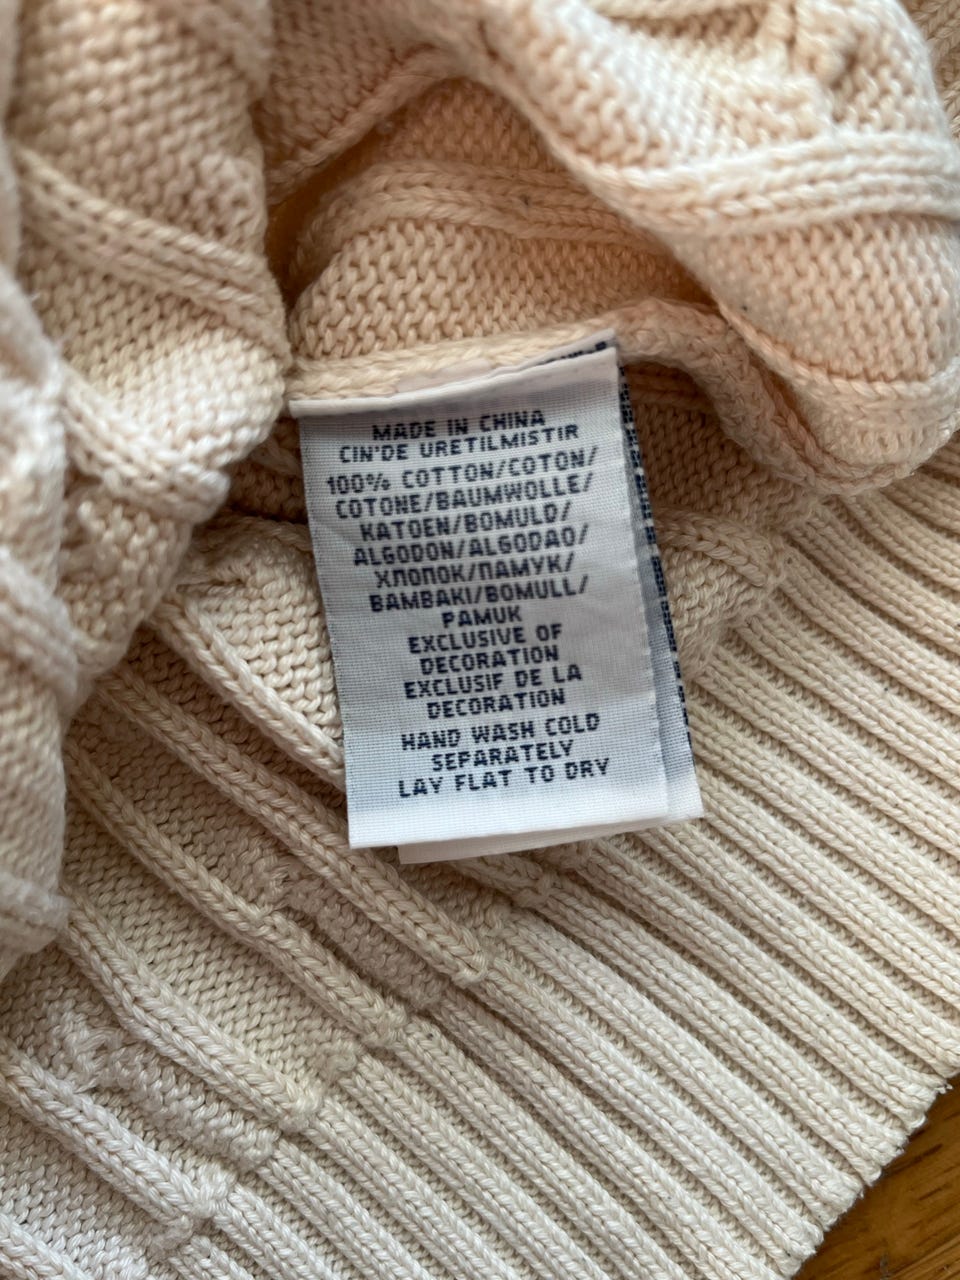 MADE IN CHINA
CIN'DE URETILMISTIR
100% COTTON/COTON/
COTONE/BAUMWOLLE/
KATOEN/BOMULD/
ALGODON/ALGODAO/
ХЛОПОК/ПАМУК/
BAMBAKI/BOMULL/
PAMUK
EXCLUSIVE OF
DECORATION
EXCLUSIF DE LA
DECORATION
HAND WASH COLD
SEPARATELY
LAY FLAT TO DRY